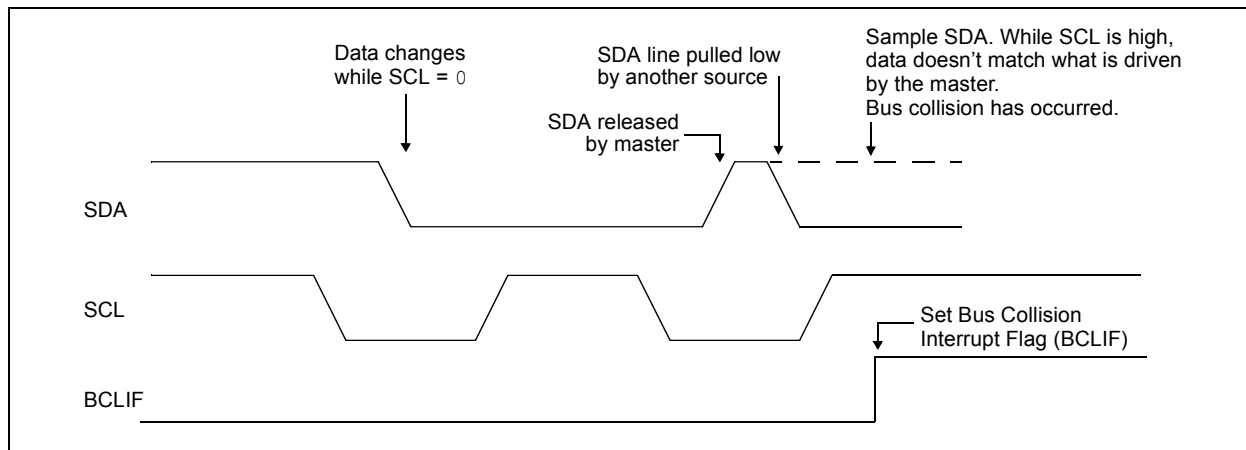 Data changes
while SCL = 0
SDA line pulled low
by another source
SDA released
by master
Sample SDA. While SCL is high,
data doesn’t match what is driven
by the master.
Bus collision has occurred.
SDA
SCL
Set Bus Collision
Interrupt Flag (BCLIF)
BCLIF